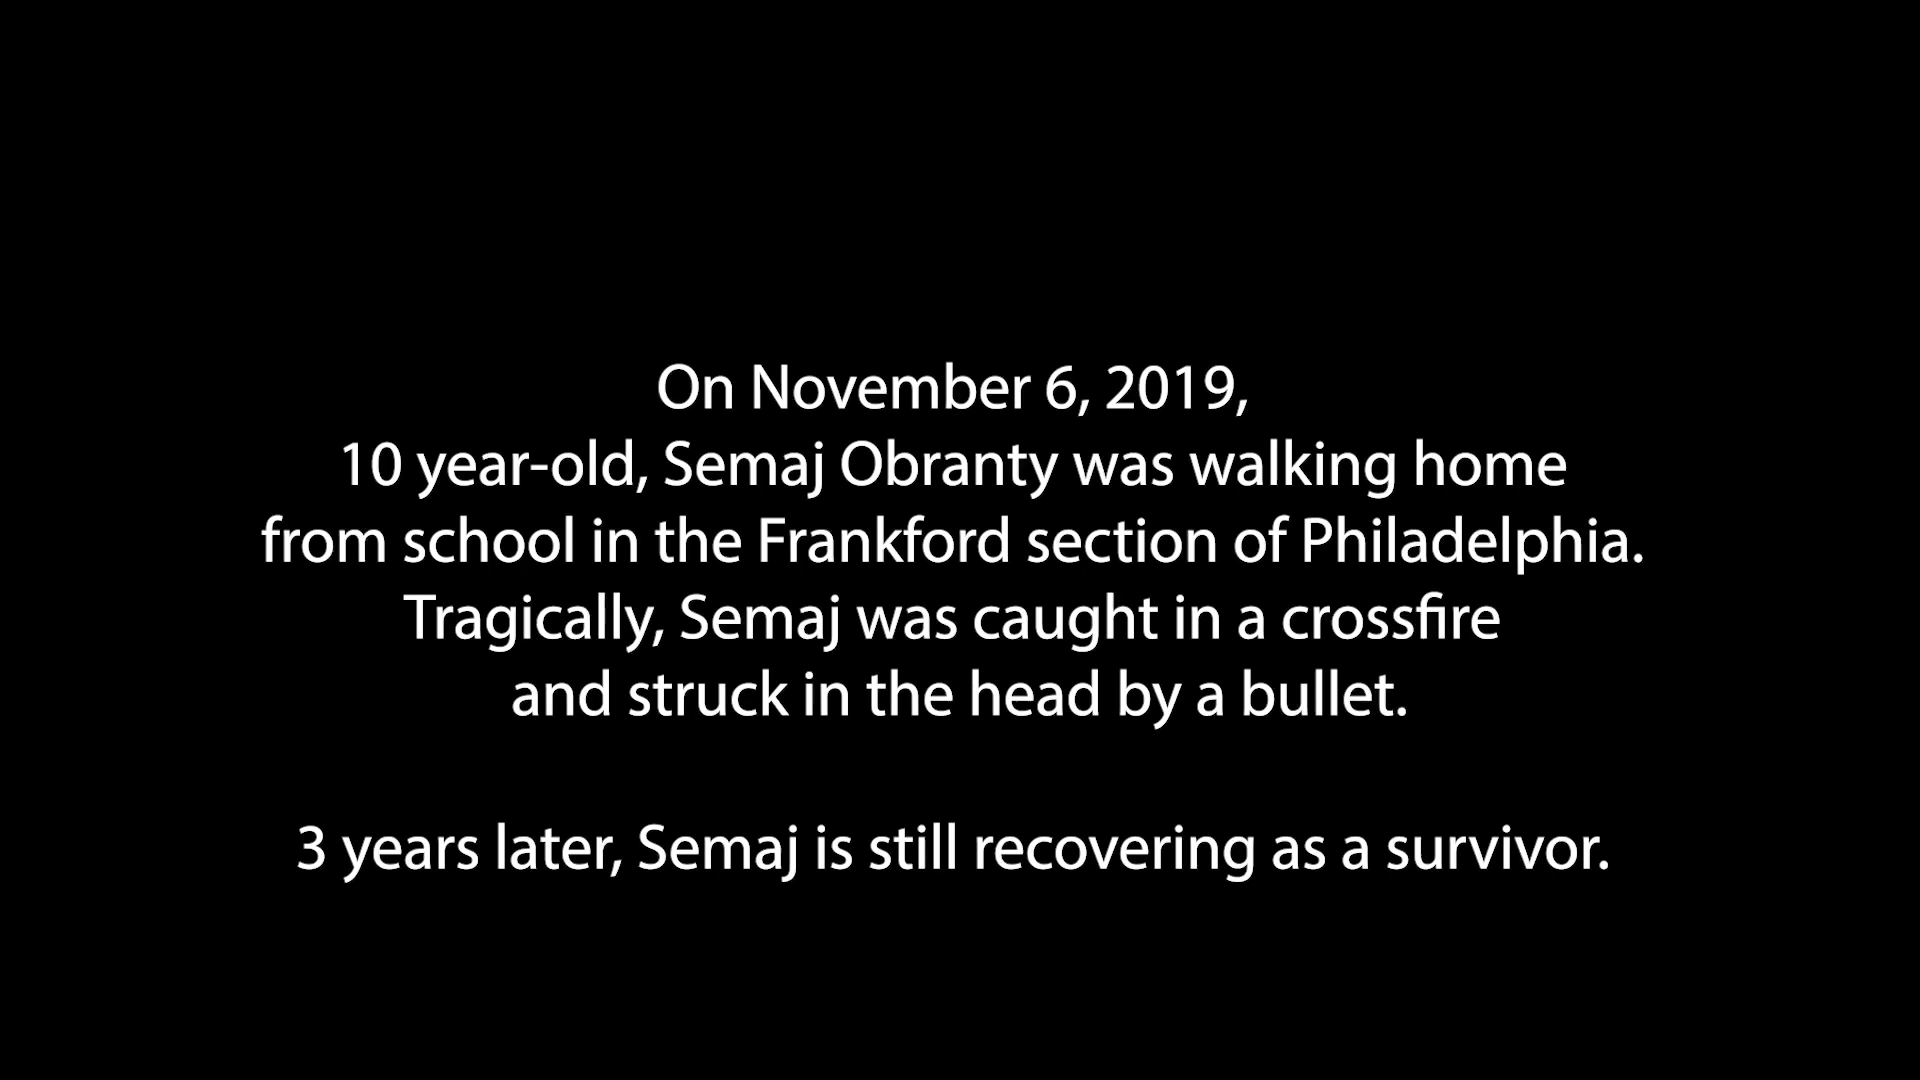 On November 6, 2019,
10 year-old, Semaj Obranty was walking home
from school in the Frankford section of Philadelphia.
Tragically, Semaj was caught in a crossfire
and struck in the head by a bullet.
3 years later, Semaj is still recovering as a survivor.